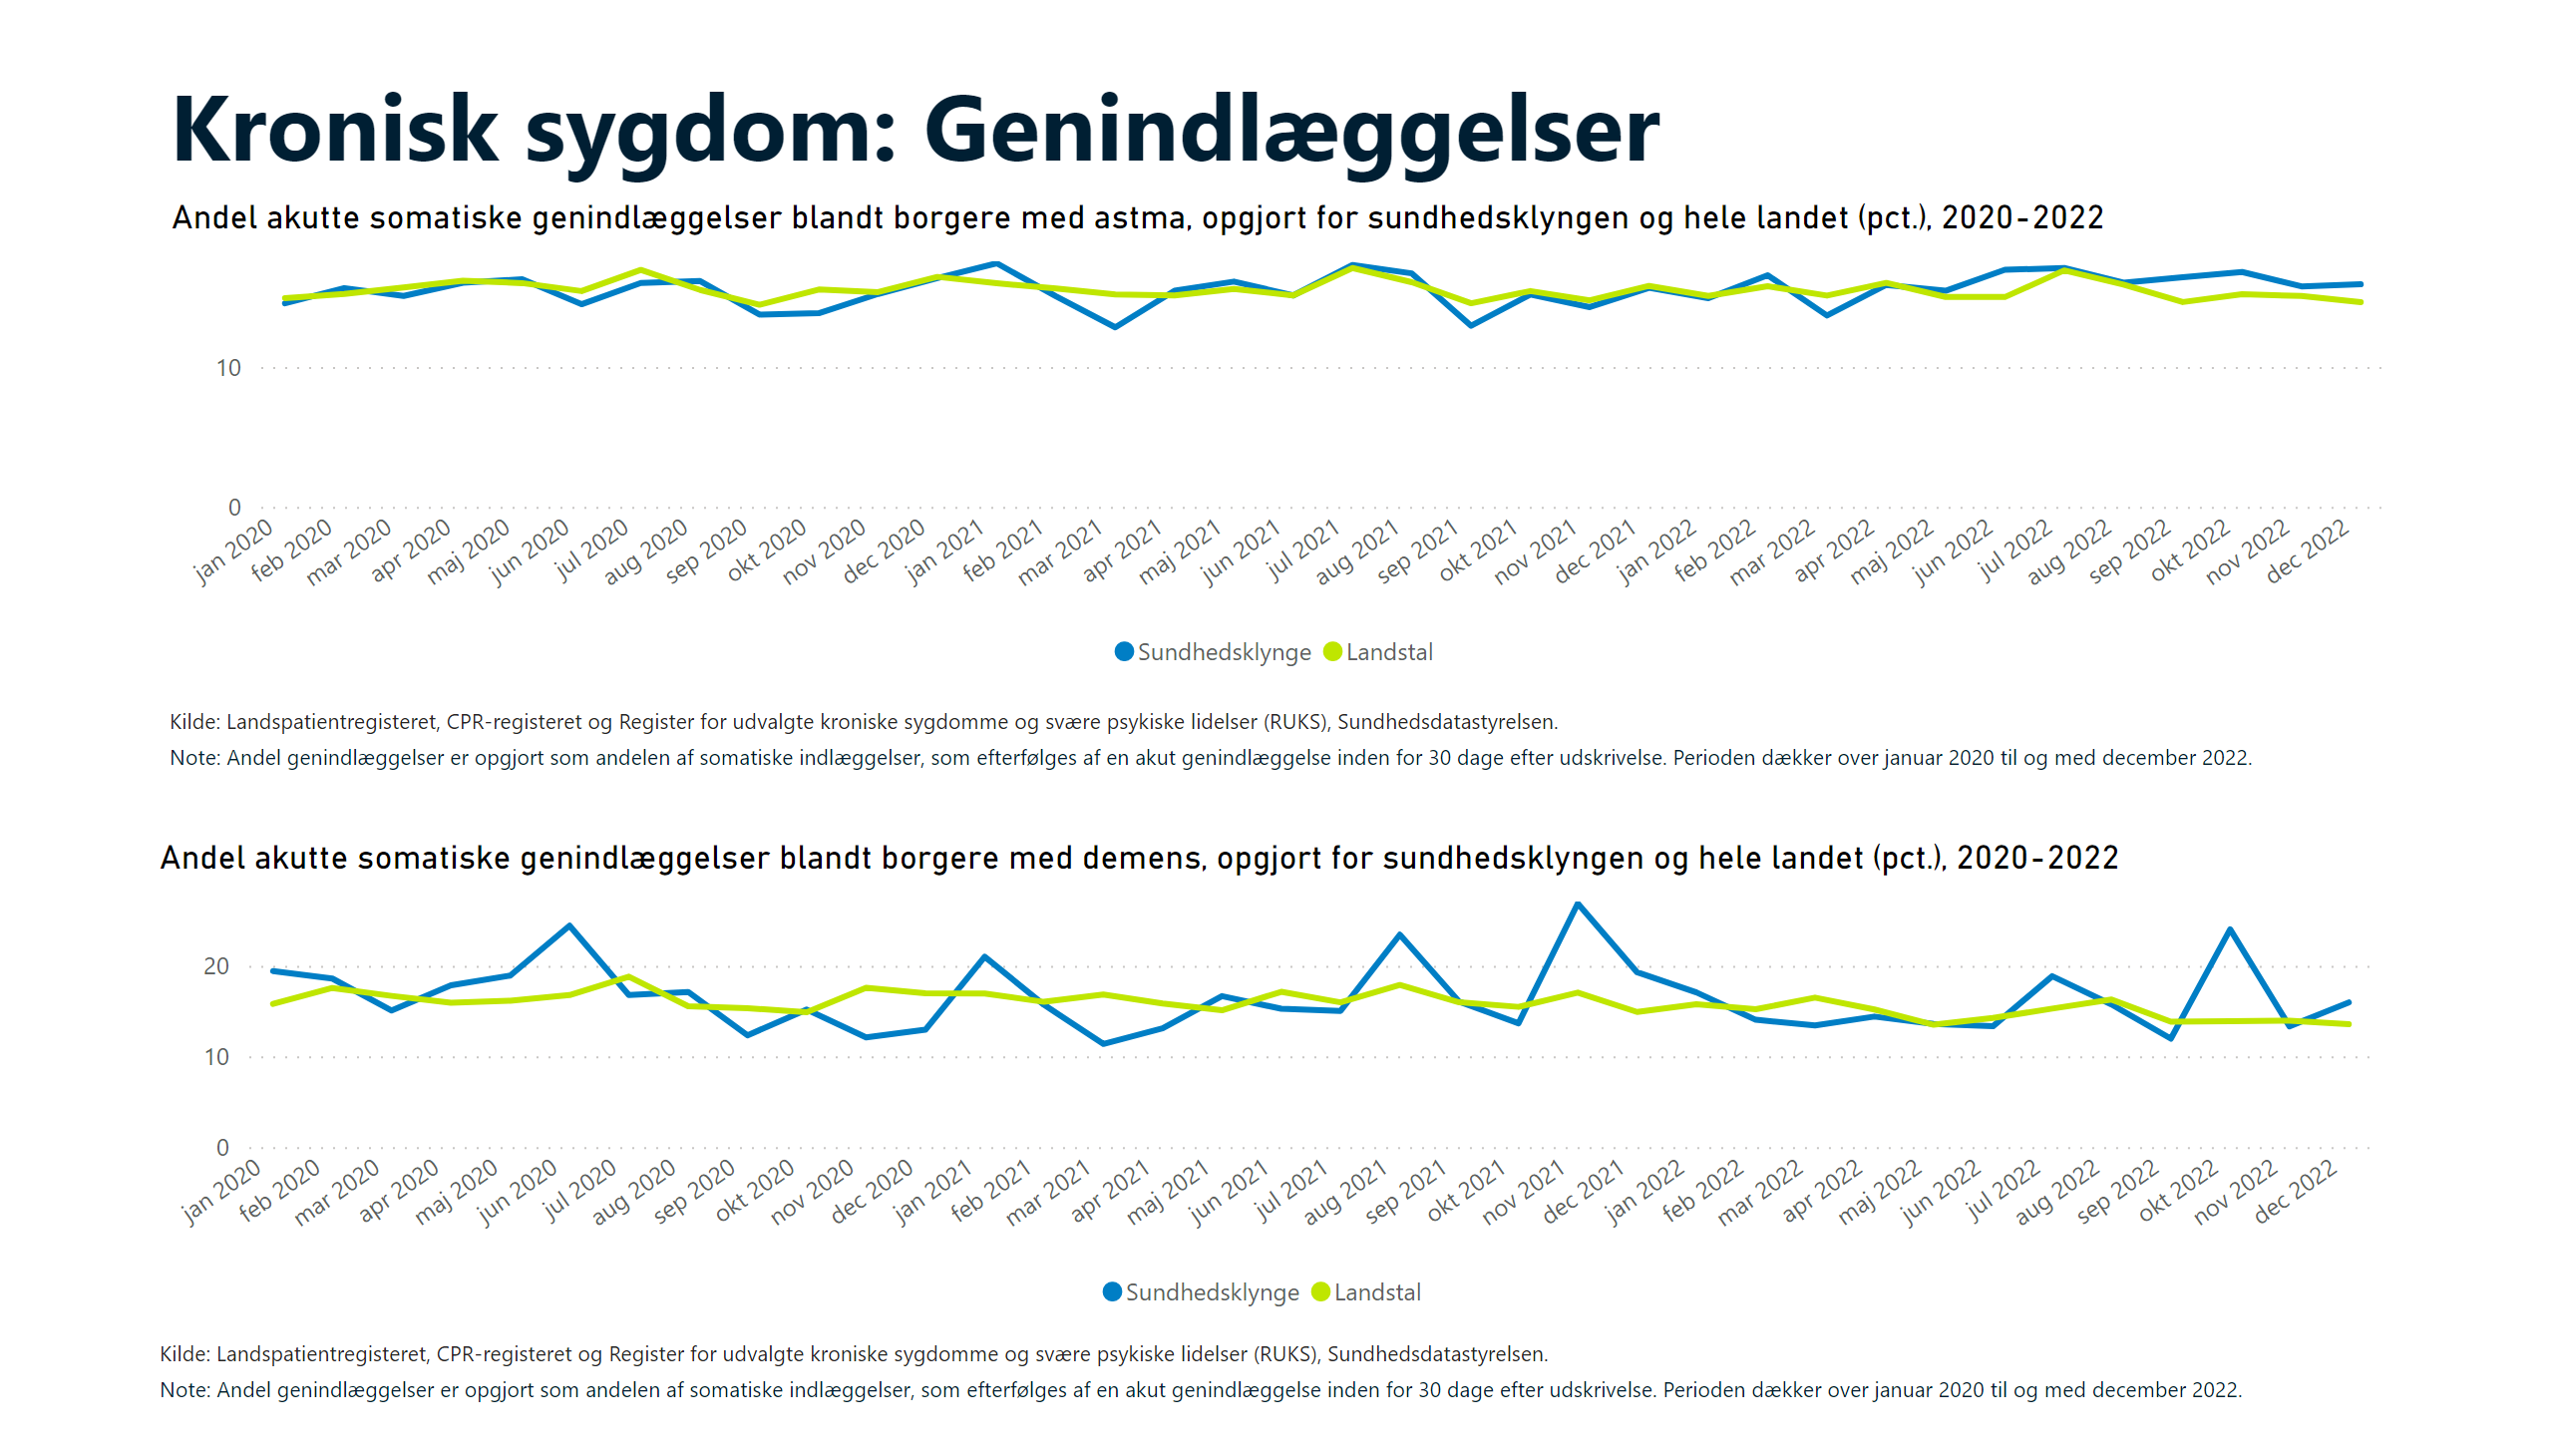 Kronisk sygdom: Genindlæggelser
Andel akutte somatiske genindlæggelser blandt borgere med astma, opgjort for sundhedsklyngen og hele landet (pct.), 2020-2022
10
0
jan 2020
feb 2020
mar 2020
apr 2020
maj 2020
jun 2020
jul 2020
aug 2020
sep 2020
okt 2020
nov 2020
dec 2020
jan 2021
feb 2021
mar 2021
apr 2021
maj 2021
jun 2021
jul 2021
aug 2021
sep 2021
okt 2021
nov 2021
dec 2021
jan 2022
feb 2022
mar 2022
apr 2022
maj 2022
jun 2022
jul 2022
aug 2022
sep 2022
okt 2022
nov 2022
dec 2022
Sundhedsklynge Landstal
Kilde: Landspatientregisteret, CPR-registeret og Register for udvalgte kroniske sygdomme og svære psykiske lidelser (RUKS), Sundhedsdatastyrelsen.
Note: Andel genindlæggelser er opgjort som andelen af somatiske indlæggelser, som efterfølges af en akut genindlæggelse inden for 30 dage efter udskrivelse. Perioden dækker over januar 2020 til og med december 2022.
Andel akutte somatiske genindlæggelser blandt borgere med demens, opgjort for sundhedsklyngen og hele landet (pct.), 2020-2022
20
10
0
jan 2020
feb 2020
mar 2020
apr 2020
maj 2020
jun 2020
jul 2020
aug 2020
sep 2020
okt 2020
nov 2020
dec 2020
jan 2021
feb 2021
mar 2021
apr 2021
maj 2021
jun 2021
jul 2021
aug 2021
sep 2021
okt 2021
nov 2021
dec 2021
jan 2022
feb 2022
mar 2022
apr 2022
maj 2022
jun 2022
jul 2022
aug 2022
sep 2022
okt 2022
nov 2022
dec 2022
Sundhedsklynge Landstal
Kilde: Landspatientregisteret, CPR-registeret og Register for udvalgte kroniske sygdomme og svære psykiske lidelser (RUKS), Sundhedsdatastyrelsen.
Note: Andel genindlæggelser er opgjort som andelen af somatiske indlæggelser, som efterfølges af en akut genindlæggelse inden for 30 dage efter udskrivelse. Perioden dækker over januar 2020 til og med december 2022.